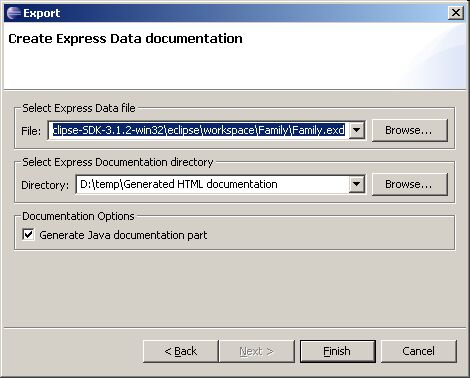 Export
Create Express Data documentation
Select Express Data file
File: clipse-SDK-3.1.2-win32\eclipse\workspace\Family\Family.exd Browse...
Select Express Documentation directory
Directory: D:\temp\Generated HTML documentation Browse...
Documentation Options
Generate Java documentation part
< Back Next > Finish Cancel